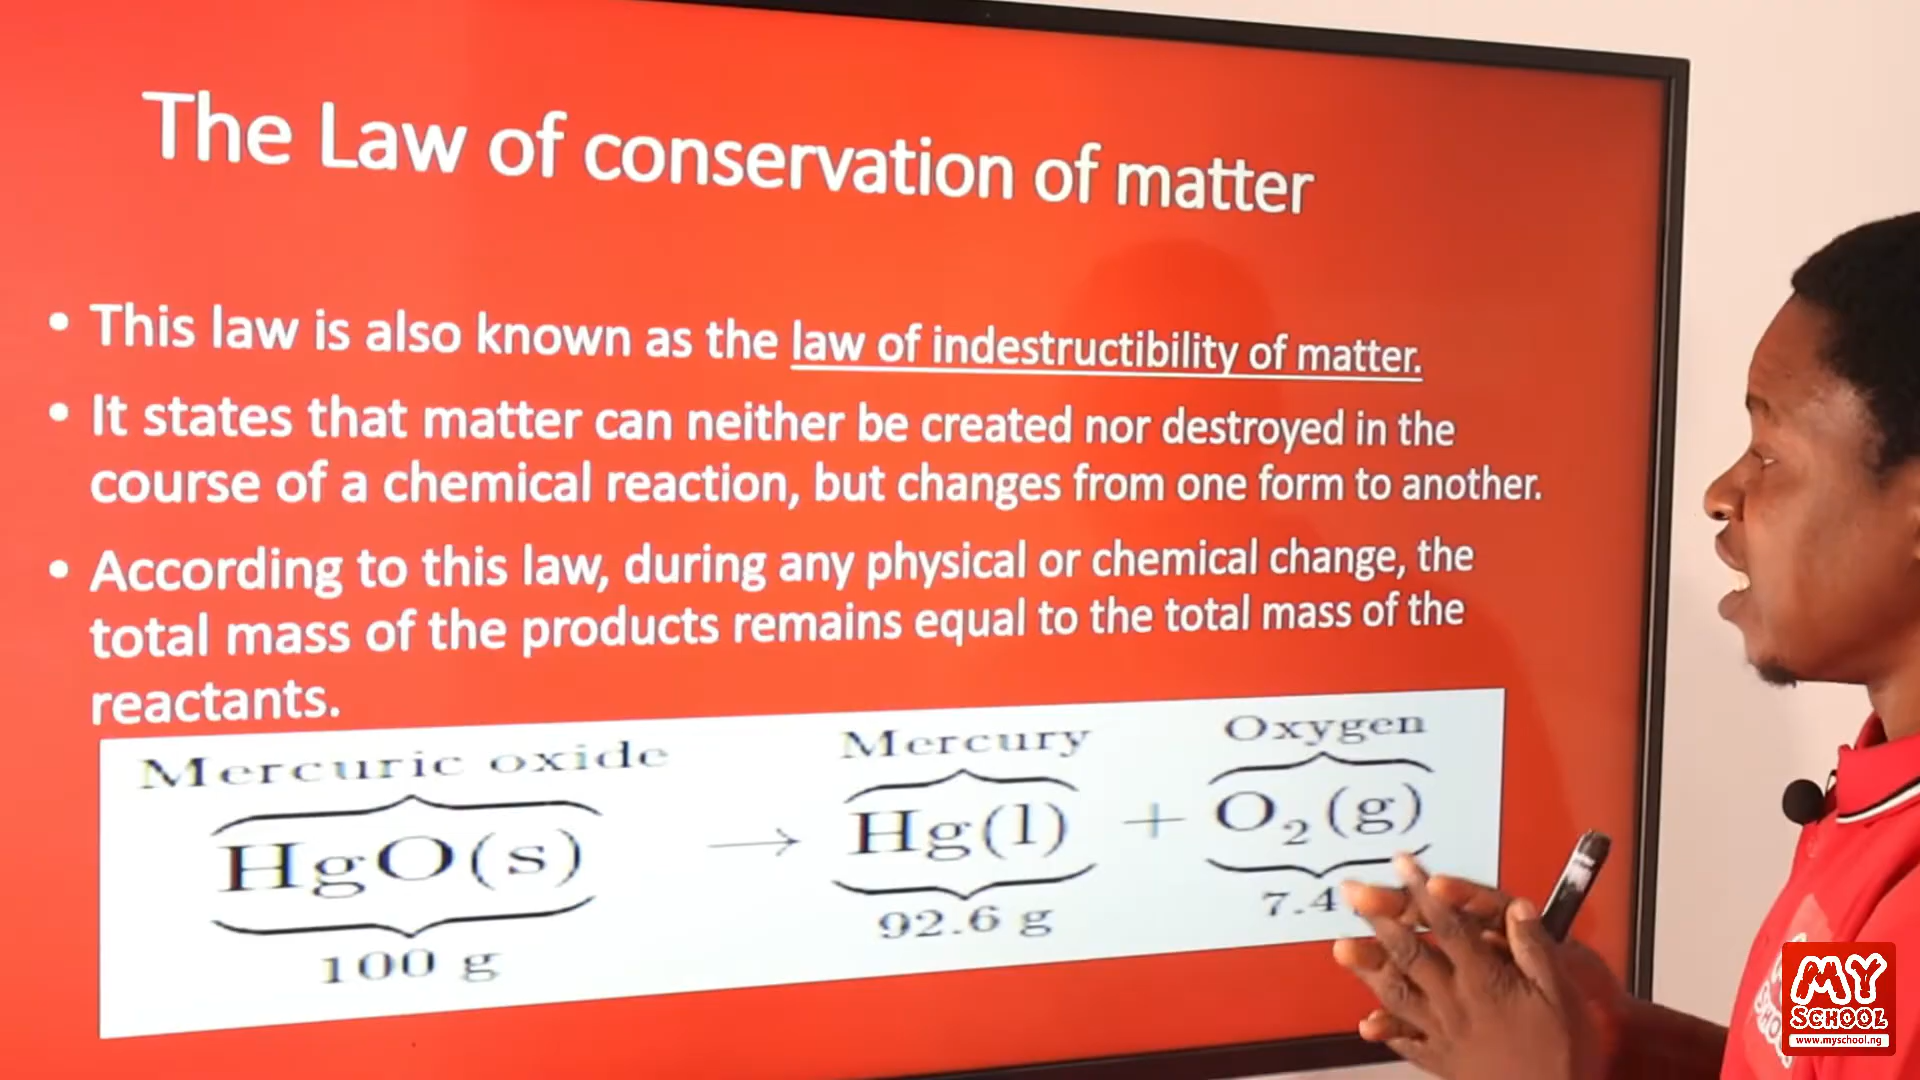 The Law of conservation of matter
• This law is also known as the law of indestructibility of matter.
• It states that matter can neither be created nor destroyed in the
course of a chemical reaction, but changes from one form to another.
• According to this law, during any physical or chemical change, the
total mass of the products remains equal to the total mass of the
reactants.
Mercuric oxide Mercury Oxygen
HgO(s) → Hg(l) + O₂(g)
100 g 92.6 g 7.4
MY
SCHOOL
www.myschool.ng